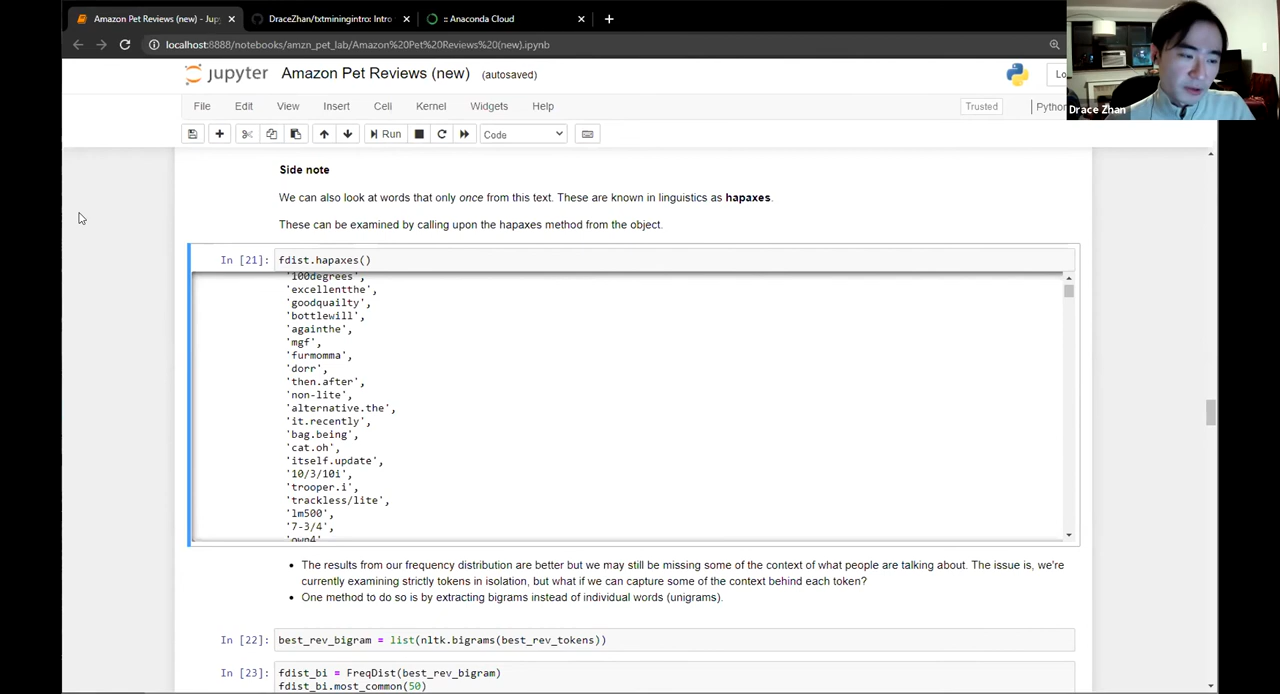 Amazon Pet Reviews (new) - Jup
DraceZhan/txtminingintro: Intro
:: Anaconda Cloud
localhost:8888/notebooks/amzn_pet_lab/Amazon%20Pet%20Reviews%20(new).ipynb
jupyter Amazon Pet Reviews (new) (autosaved)
Lo
Drace Zhan
File Edit View Insert Cell Kernel Widgets Help Trusted Python
Run Code
Side note
We can also look at words that only once from this text. These are known in linguistics as hapaxes.
These can be examined by calling upon the hapaxes method from the object.
In [21]: fdist.hapaxes()
'100degrees',
'excellentthe',
'goodquailty',
'bottlewill',
'againthe',
'mgf',
'furmomma',
'dorr',
'then.after',
'non-lite',
'alternative.the',
'it.recently',
'bag.being',
'cat.oh',
'itself.update',
'10/3/10i',
'trooper.i',
'trackless/lite',
'lm500',
'7-3/4',
'own4'
• The results from our frequency distribution are better but we may still be missing some of the context of what people are talking about. The issue is, we're
currently examining strictly tokens in isolation, but what if we can capture some of the context behind each token?
• One method to do so is by extracting bigrams instead of individual words (unigrams).
In [22]: best_rev_bigram = list(nltk.bigrams(best_rev_tokens))
In [23]: fdist_bi = FreqDist(best_rev_bigram)
fdist_bi.most_common(50)